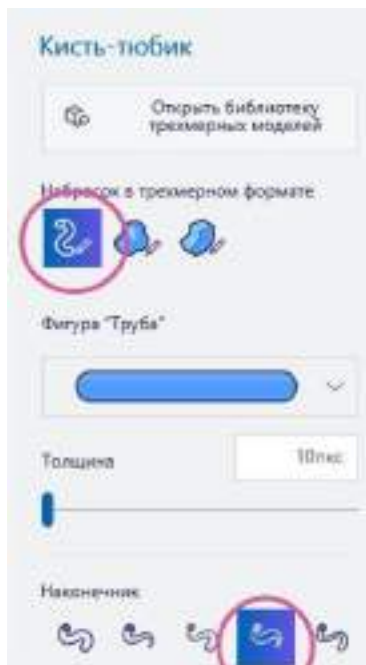 Кисть-тюбик
Открыть библиотеку
трехмерных моделей
Набросок в трехмерном формате
Фигура "Труба"
Толщина
10пкс
Наконечник